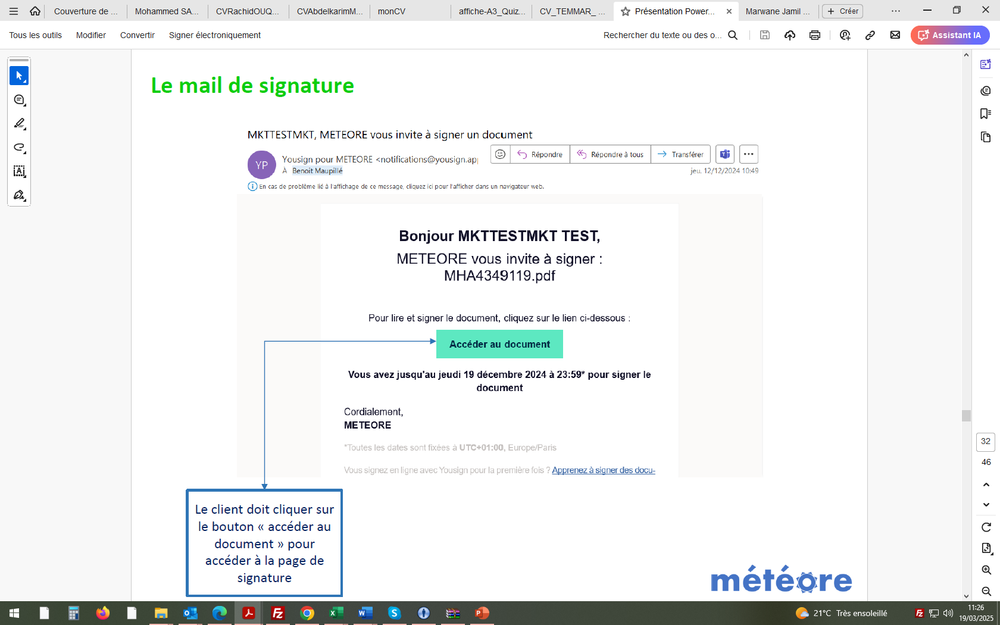 Couverture de ...
Mohammed SA...
CVRachidOUQ...
CVAbdelkarimM...
monCV
affiche-A3_Quiz...
CV_TEMMAR_ ...
Présentation Power...
Marwane Jamil ...
Créer
Tous les outils
Modifier
Convertir
Signer électroniquement
Rechercher du texte ou des o...
Assistant IA
Le mail de signature
MKTTESTMKT, METEORE vous invite à signer un document
YP
Yousign pour METEORE <notifications@yousign.app
À Benoit Maupillé
Répondre
Répondre à tous
Transférer
jeu. 12/12/2024 10:49
En cas de problème lié à l'affichage de ce message, cliquez ici pour l'afficher dans un navigateur web.
Bonjour MKTTESTMKT TEST,
METEORE vous invite à signer :
MHA4349119.pdf
Pour lire et signer le document, cliquez sur le lien ci-dessous :
Accéder au document
Vous avez jusqu'au jeudi 19 décembre 2024 à 23:59* pour signer le
document
Cordialement,
METEORE
*Toutes les dates sont fixées à UTC+01:00, Europe/Paris
Vous signez en ligne avec Yousign pour la première fois ? Apprenez à signer des docu-
Le client doit cliquer sur
le bouton « accéder au
document » pour
accéder à la page de
signature
météore
32
46
21°C Très ensoleillé
11:26
19/03/2025